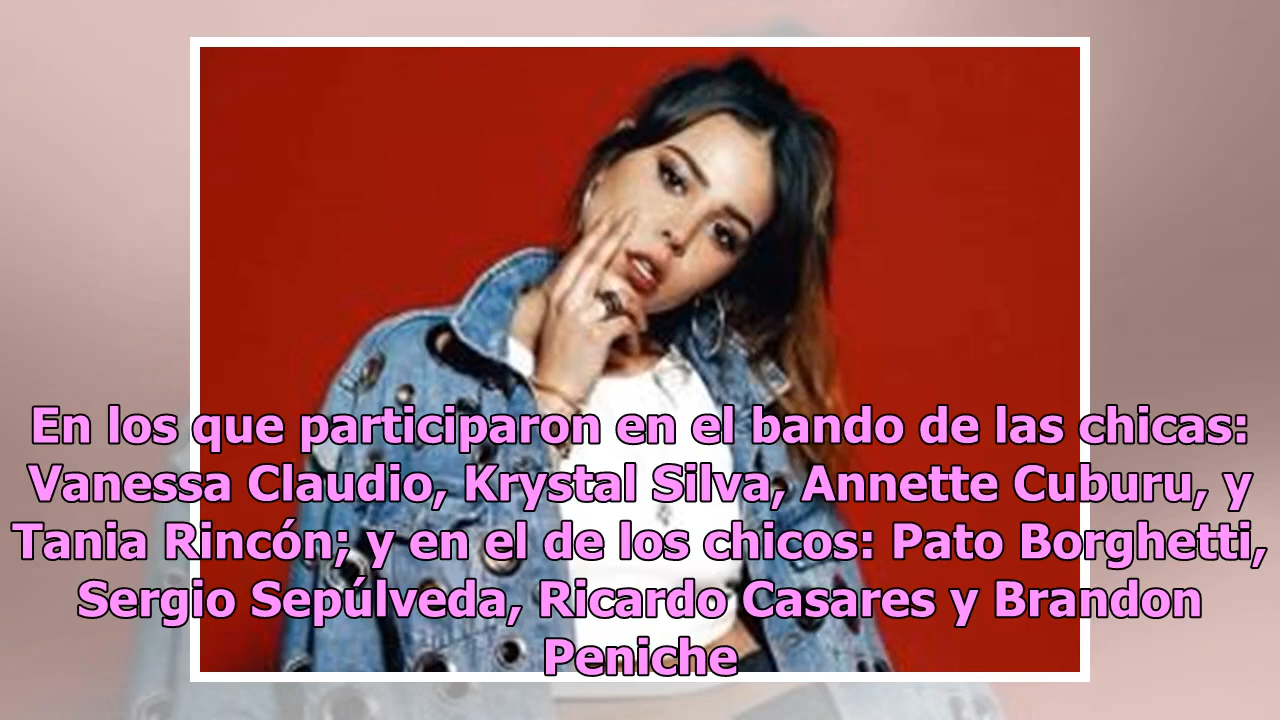 En los que participaron en el bando de las chicas:
Vanessa Claudio, Krystal Silva, Annette Cuburu, y
Tania Rincón; y en el de los chicos: Pato Borghetti,
Sergio Sepúlveda, Ricardo Casares y Brandon
Peniche